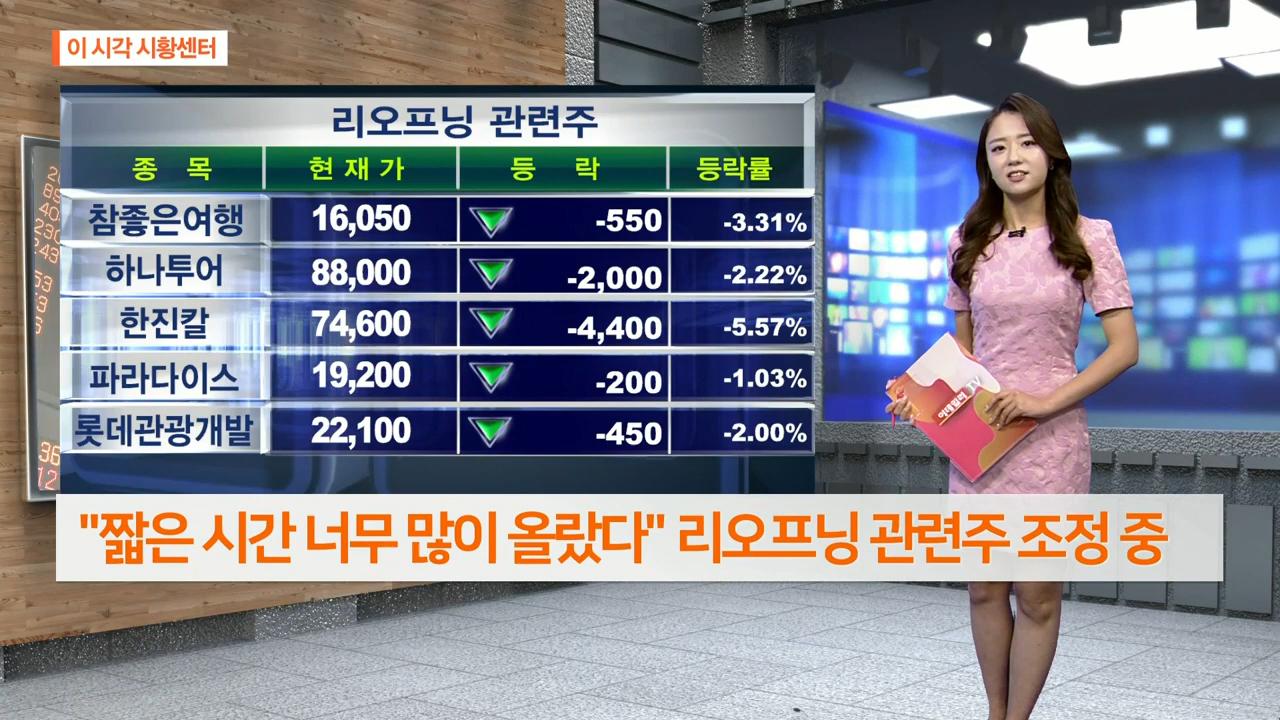 이 시각 시황센터
리오프닝 관련주
종 목 현 재 가 등 락 등락률
참좋은여행 16,050 -550 -3.31%
하나투어 88,000 -2,000 -2.22%
한진칼 74,600 -4,400 -5.57%
파라다이스 19,200 -200 -1.03%
롯데관광개발 22,100 -450 -2.00%
이데일리 TV
"짧은 시간 너무 많이 올랐다" 리오프닝 관련주 조정 중